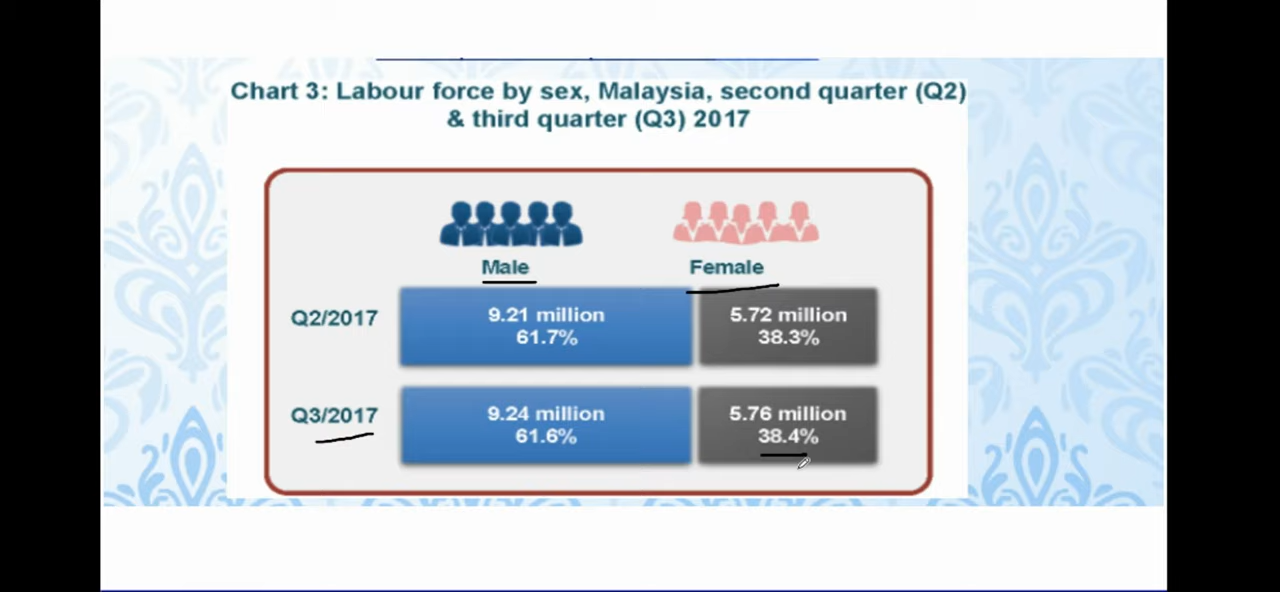 Chart 3: Labour force by sex, Malaysia, second quarter (Q2)
& third quarter (Q3) 2017
Male Female
Q2/2017 9.21 million 5.72 million
61.7% 38.3%
Q3/2017 9.24 million 5.76 million
61.6% 38.4%